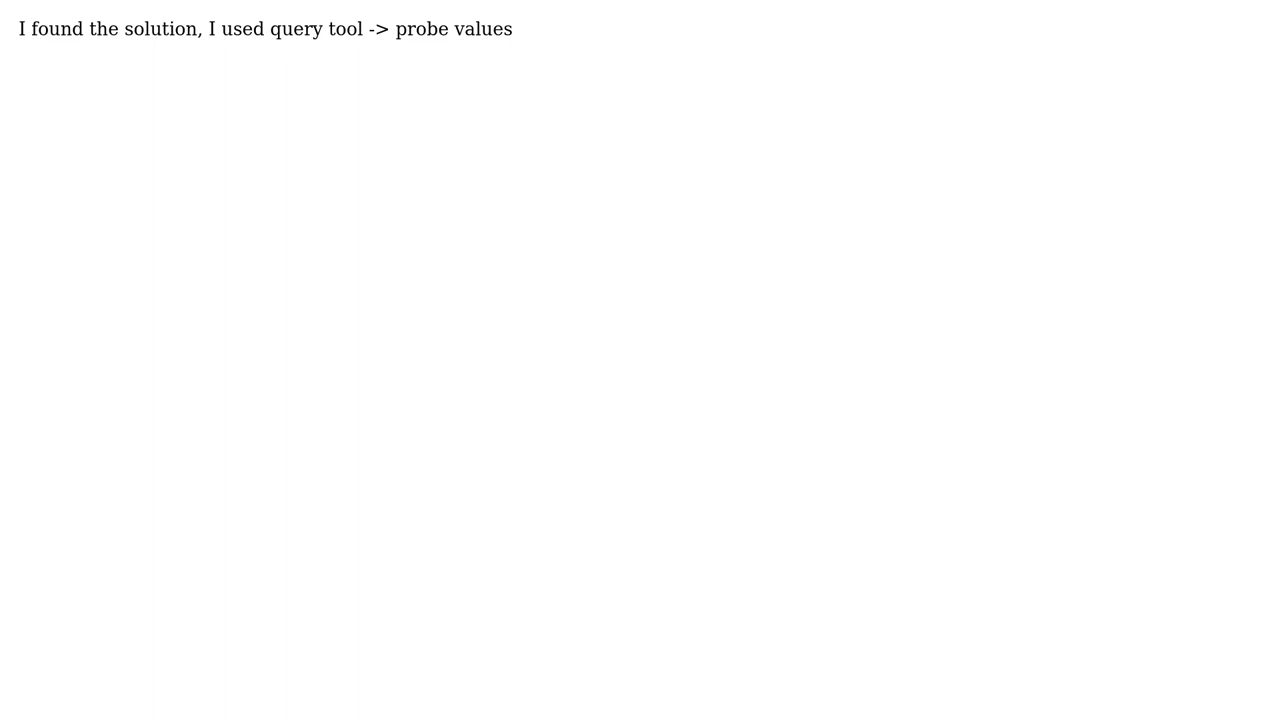 I found the solution, I used query tool -> probe values